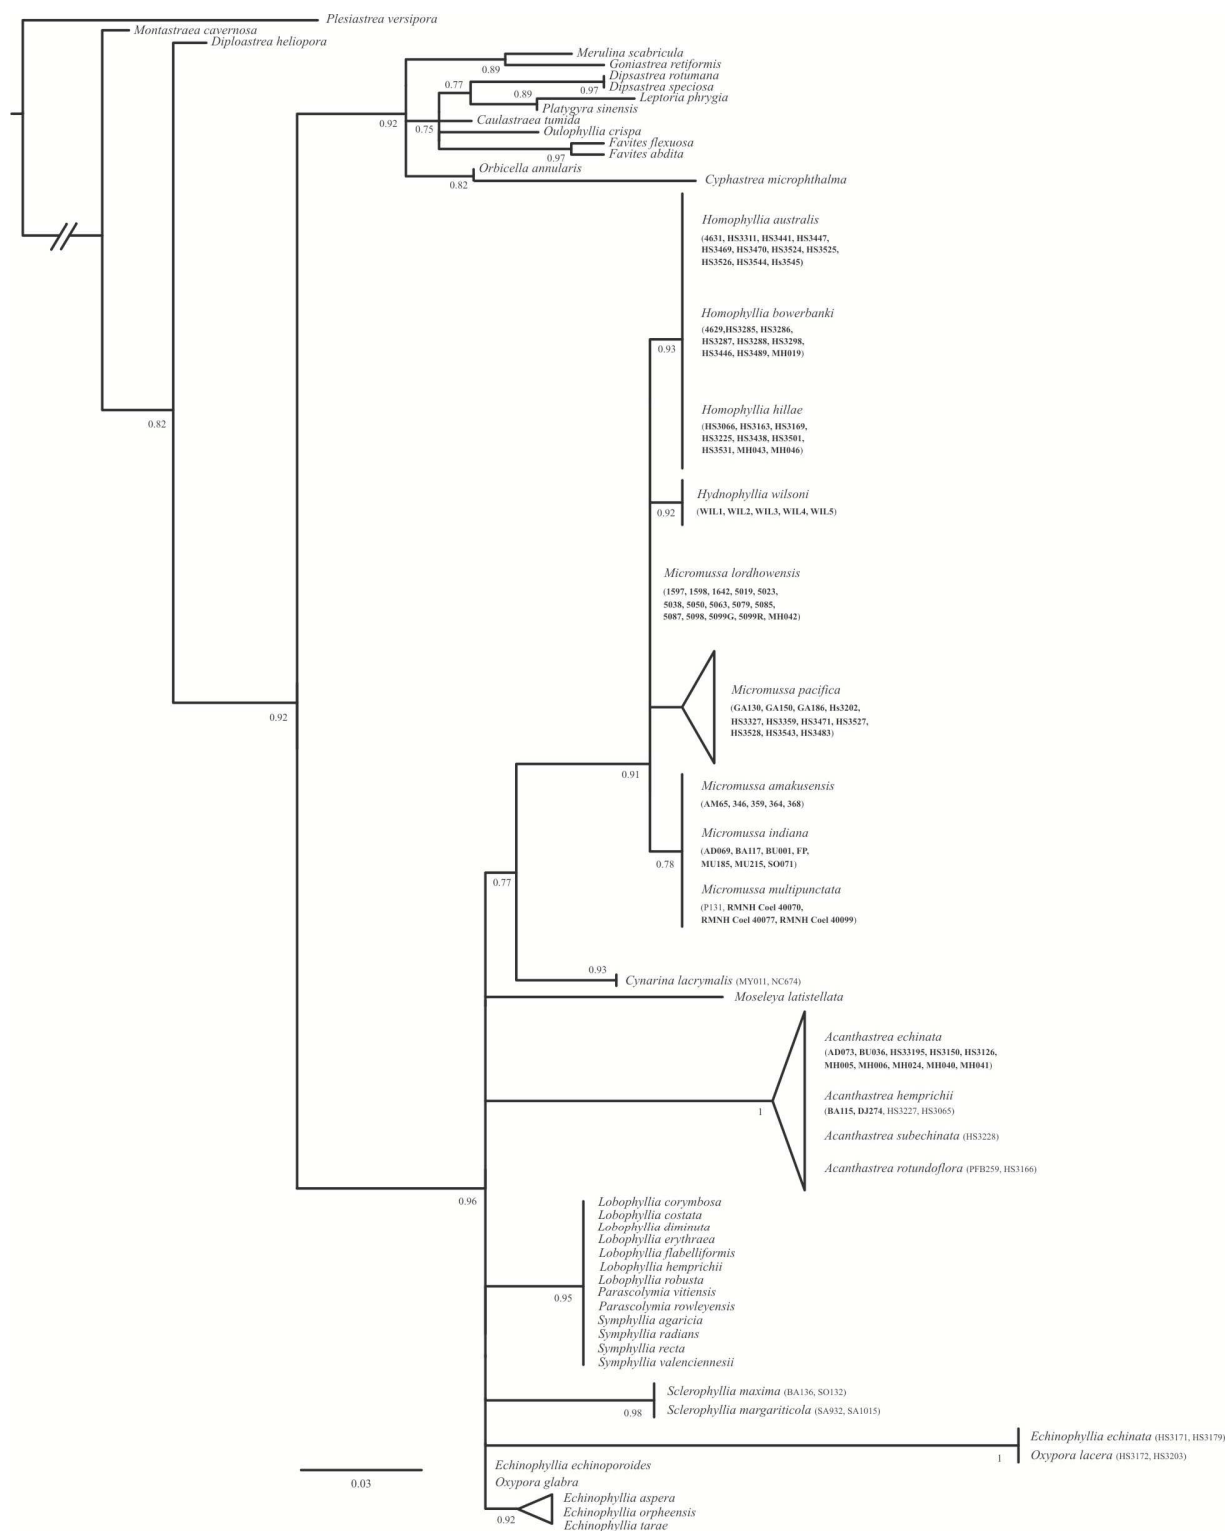 Plesiastrea versipora
Montastraea cavernosa
Diploastrea heliopora
Merulina scabricula
0.89
Goniastrea retiformis
Dipsastrea rotumana
0.77
0.97
Dipsastrea speciosa
0.89
Leptoria phrygia
Platygyra sinensis
0.92
0.75
Caulastraea tumida
Oulophyllia crispa
Favites flexuosa
0.97
Favites abdita
Orbicella annularis
0.82
Cyphastrea microphthalma
Homophyllia australis
(4631, HS3311, HS3441, HS3447,
HS3469, HS3470, HS3524, HS3525,
HS3526, HS3544, Hs3545)
Homophyllia bowerbanki
(4629,HS3285, HS3286,
HS3287, HS3288, HS3298,
HS3446, HS3489, MH019)
0.93
Homophyllia hillae
(HS3066, HS3163, HS3169,
HS3225, HS3438, HS3501,
HS3531, MH043, MH046)
0.82
Hydnophyllia wilsoni
(WIL1, WIL2, WIL3, WIL4, WIL5)
0.92
Micromussa lordhowensis
(1597, 1598, 1642, 5019, 5023,
5038, 5050, 5063, 5079, 5085,
5087, 5098, 5099G, 5099R, MH042)
Micromussa pacifica
(GA130, GA150, GA186, Hs3202,
HS3327, HS3359, HS3471, HS3527,
HS3528, HS3543, HS3483)
0.92
0.91
Micromussa amakusensis
(AM65, 346, 359, 364, 368)
Micromussa indiana
(AD069, BA117, BU001, FP,
MU185, MU215, SO071)
0.78
0.77
Micromussa multipunctata
(P131, RMNH Coel 40070,
RMNH Coel 40077, RMNH Coel 40099)
0.93
Cynarina lacrymalis (MY011, NC674)
Moseleya latistellata
Acanthastrea echinata
(AD073, BU036, HS33195, HS3150, HS3126,
MH005, MH006, MH024, MH040, MH041)
Acanthastrea hemprichii
(BA115, DJ274, HS3227, HS3065)
1
Acanthastrea subechinata (HS3228)
Acanthastrea rotundoflora (PFB259, HS3166)
0.96
Lobophyllia corymbosa
Lobophyllia costata
Lobophyllia diminuta
Lobophyllia erythraea
Lobophyllia flabelliformis
Lobophyllia hemprichii
Lobophyllia robusta
Parascolymia vitiensis
0.95
Parascolymia rowleyensis
Symphyllia agaricia
Symphyllia radians
Symphyllia recta
Symphyllia valenciennesii
Sclerophyllia maxima (BA136, SO132)
0.98
Sclerophyllia margariticola (SA932, SA1015)
Echinophyllia echinata (HS3171, HS3179)
1
Oxypora lacera (HS3172, HS3203)
Echinophyllia echinoporoides
0.03
Oxypora glabra
Echinophyllia aspera
Echinophyllia orpheensis
0.92
Echinophyllia tarae